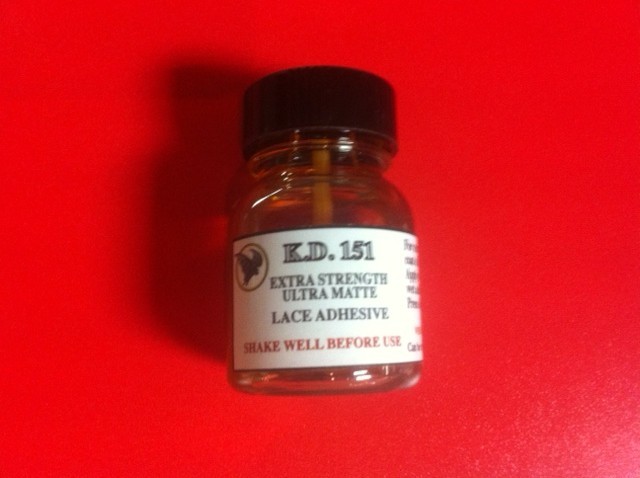 K.D. 151
EXTRA STRENGTH
ULTRA MATTE
LACE ADHESIVE
SHAKE WELL BEFORE USE